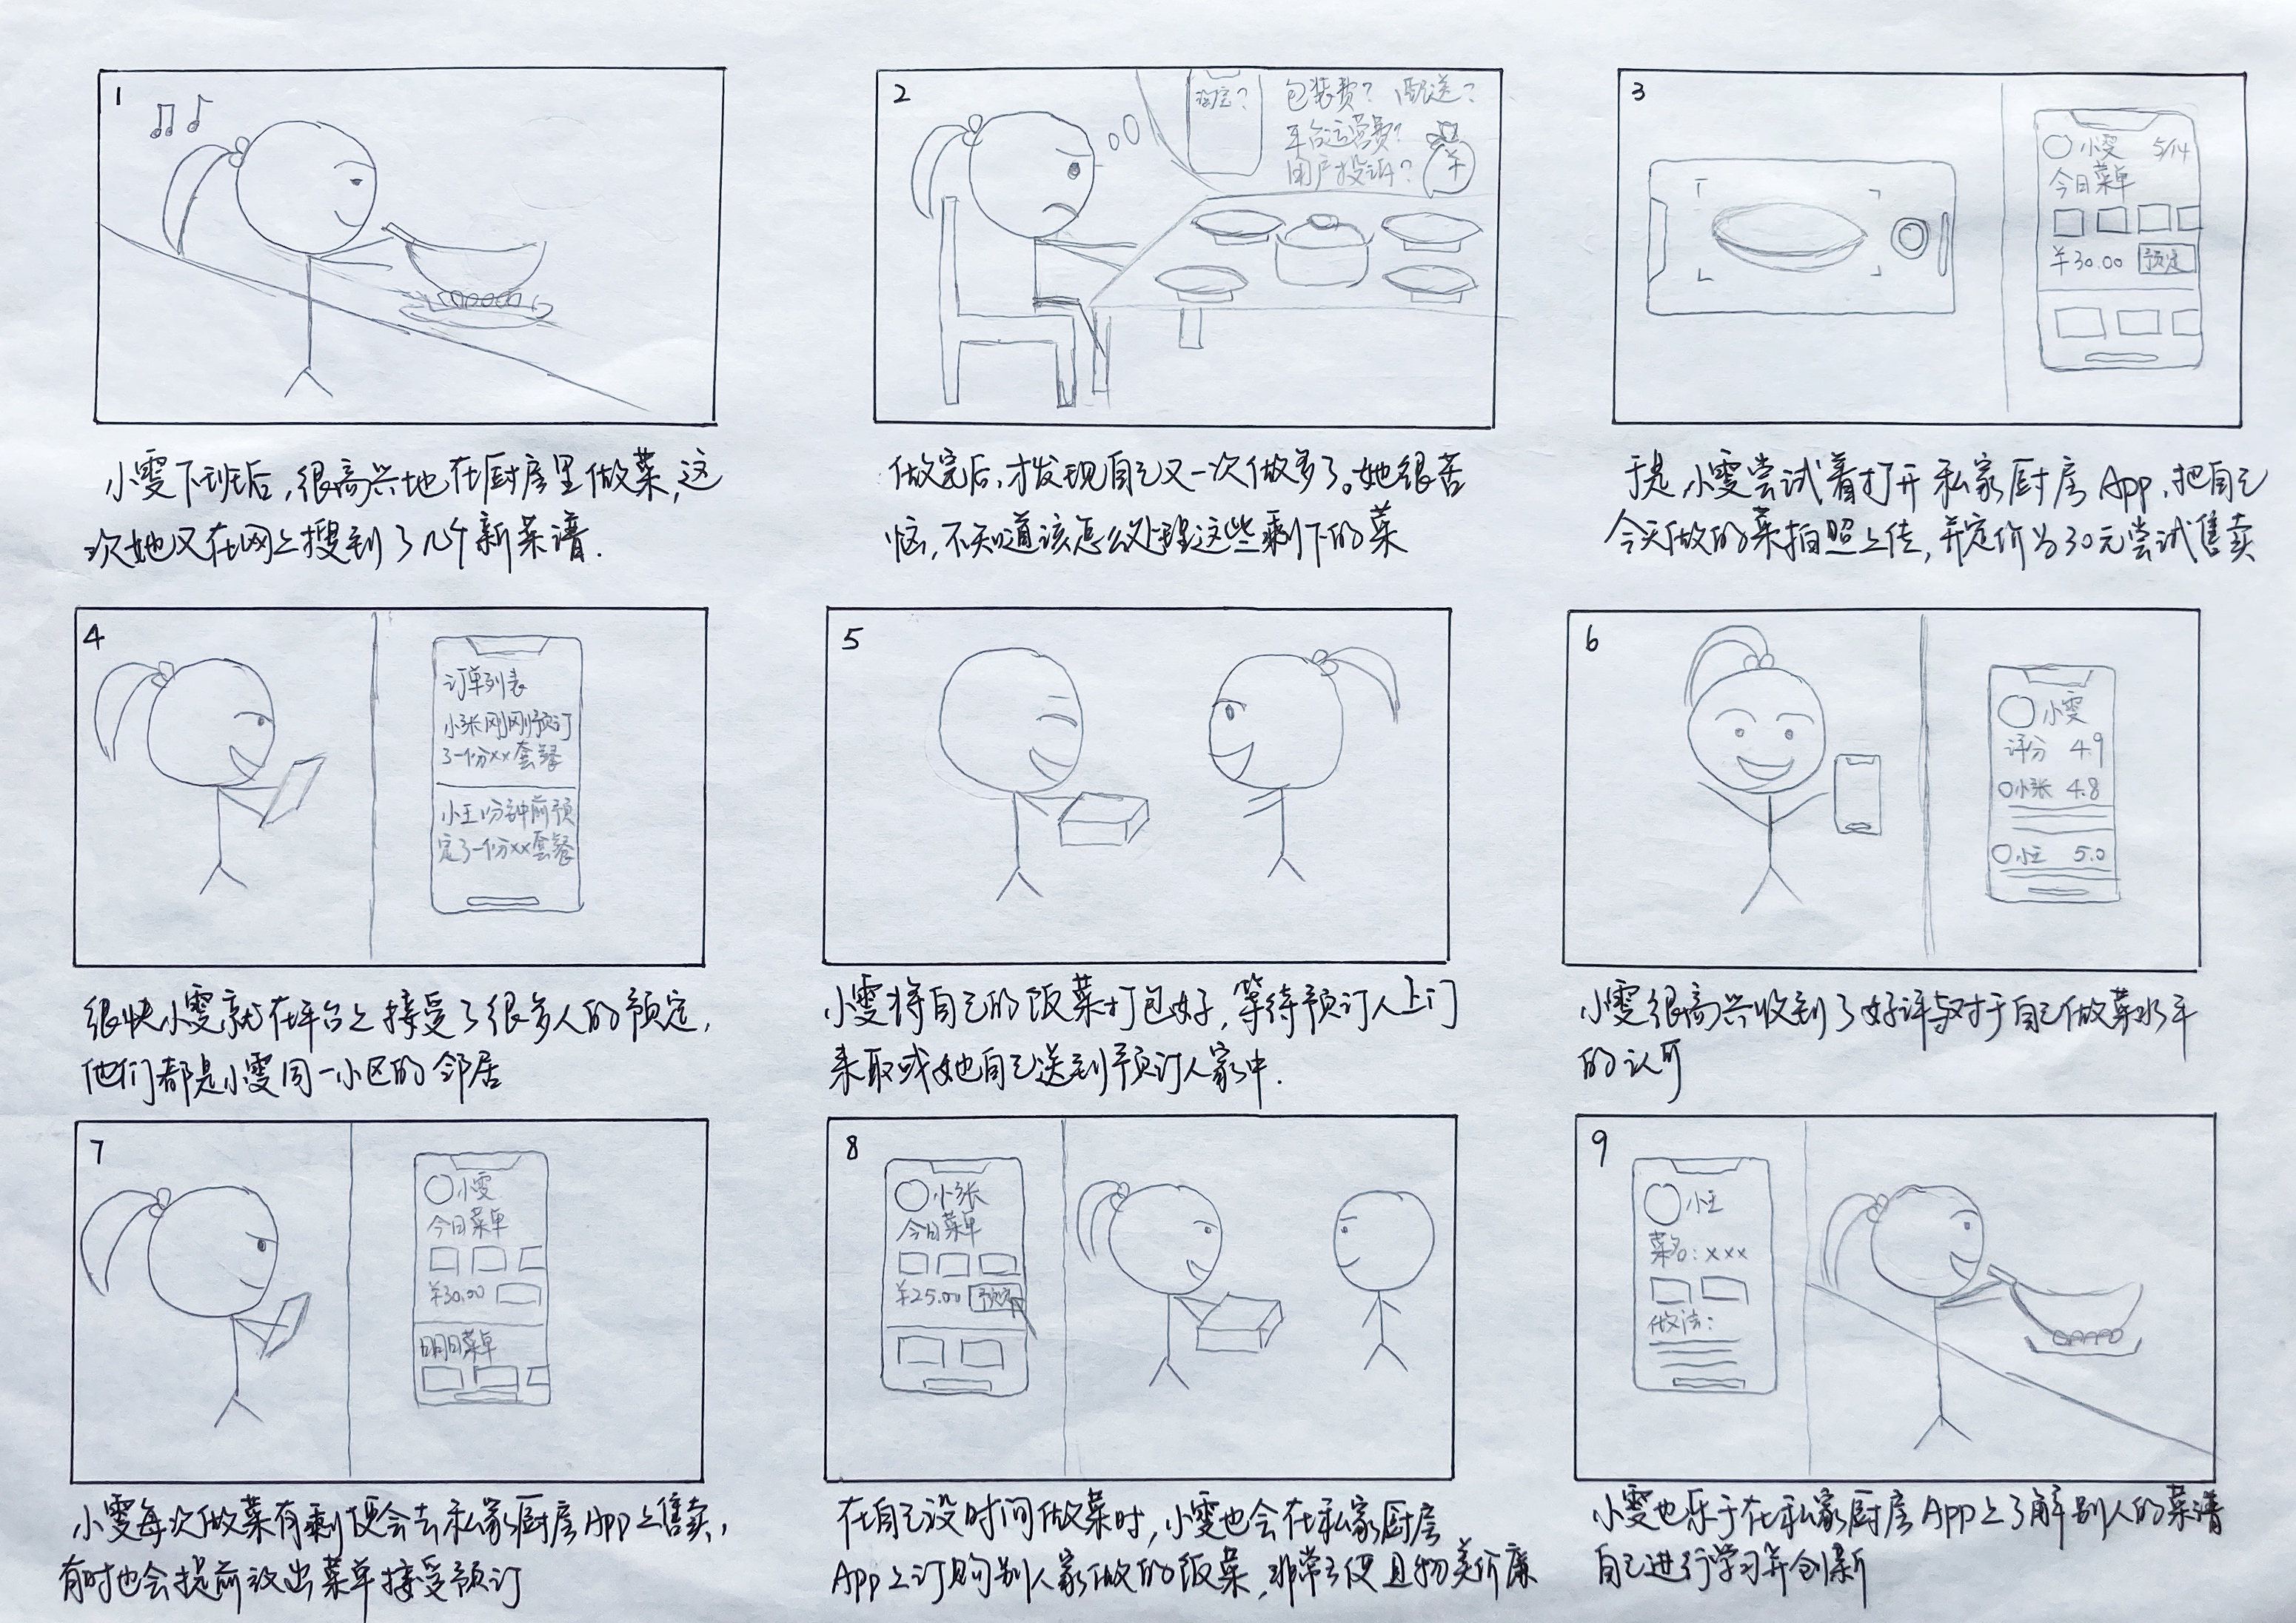 1
小雯下班后,很高兴地在厨房里做菜,这
次她又在网上搜到了几个新菜谱.
2
淘宝?
包装费? 配送?
平台运营费?
用户投诉?
¥
做完后,才发现自己又一次做多了。她很苦
恼,不知道该怎么处理这些剩下的菜
3
小雯 5/14
今日菜单
¥30.00 预定
于是,小雯尝试着打开私家厨房App,把自己
今天做的菜拍照上传,并定价为30元尝试售卖
4
订单列表
小张刚刚预订
了一份xx套餐
小王1分钟前预
定了一份xx套餐
很快小雯就在平台上接受了很多人的预定,
他们都是小雯同一小区的邻居
5
小雯将自己的饭菜打包好,等待预订人上门
来取或她自己送到预订人家中.
6
小雯
评分 4.9
小张 4.8
小王 5.0
小雯很高兴收到了好评与对于自己做菜水平
的认可
7
小雯
今日菜单
¥30.00
明日菜单
小雯每次做菜有剩便会去私家厨房App上售卖,
有时也会提前放出菜单接受预订
8
小张
今日菜单
¥25.00 预定
在自己没时间做菜时,小雯也会在私家厨房
App上订购别人家做的饭菜,非常方便且物美价廉
9
小王
菜名:xxx
做法:
小雯也乐于在私家厨房App上了解别人的菜谱
自己进行学习并创新